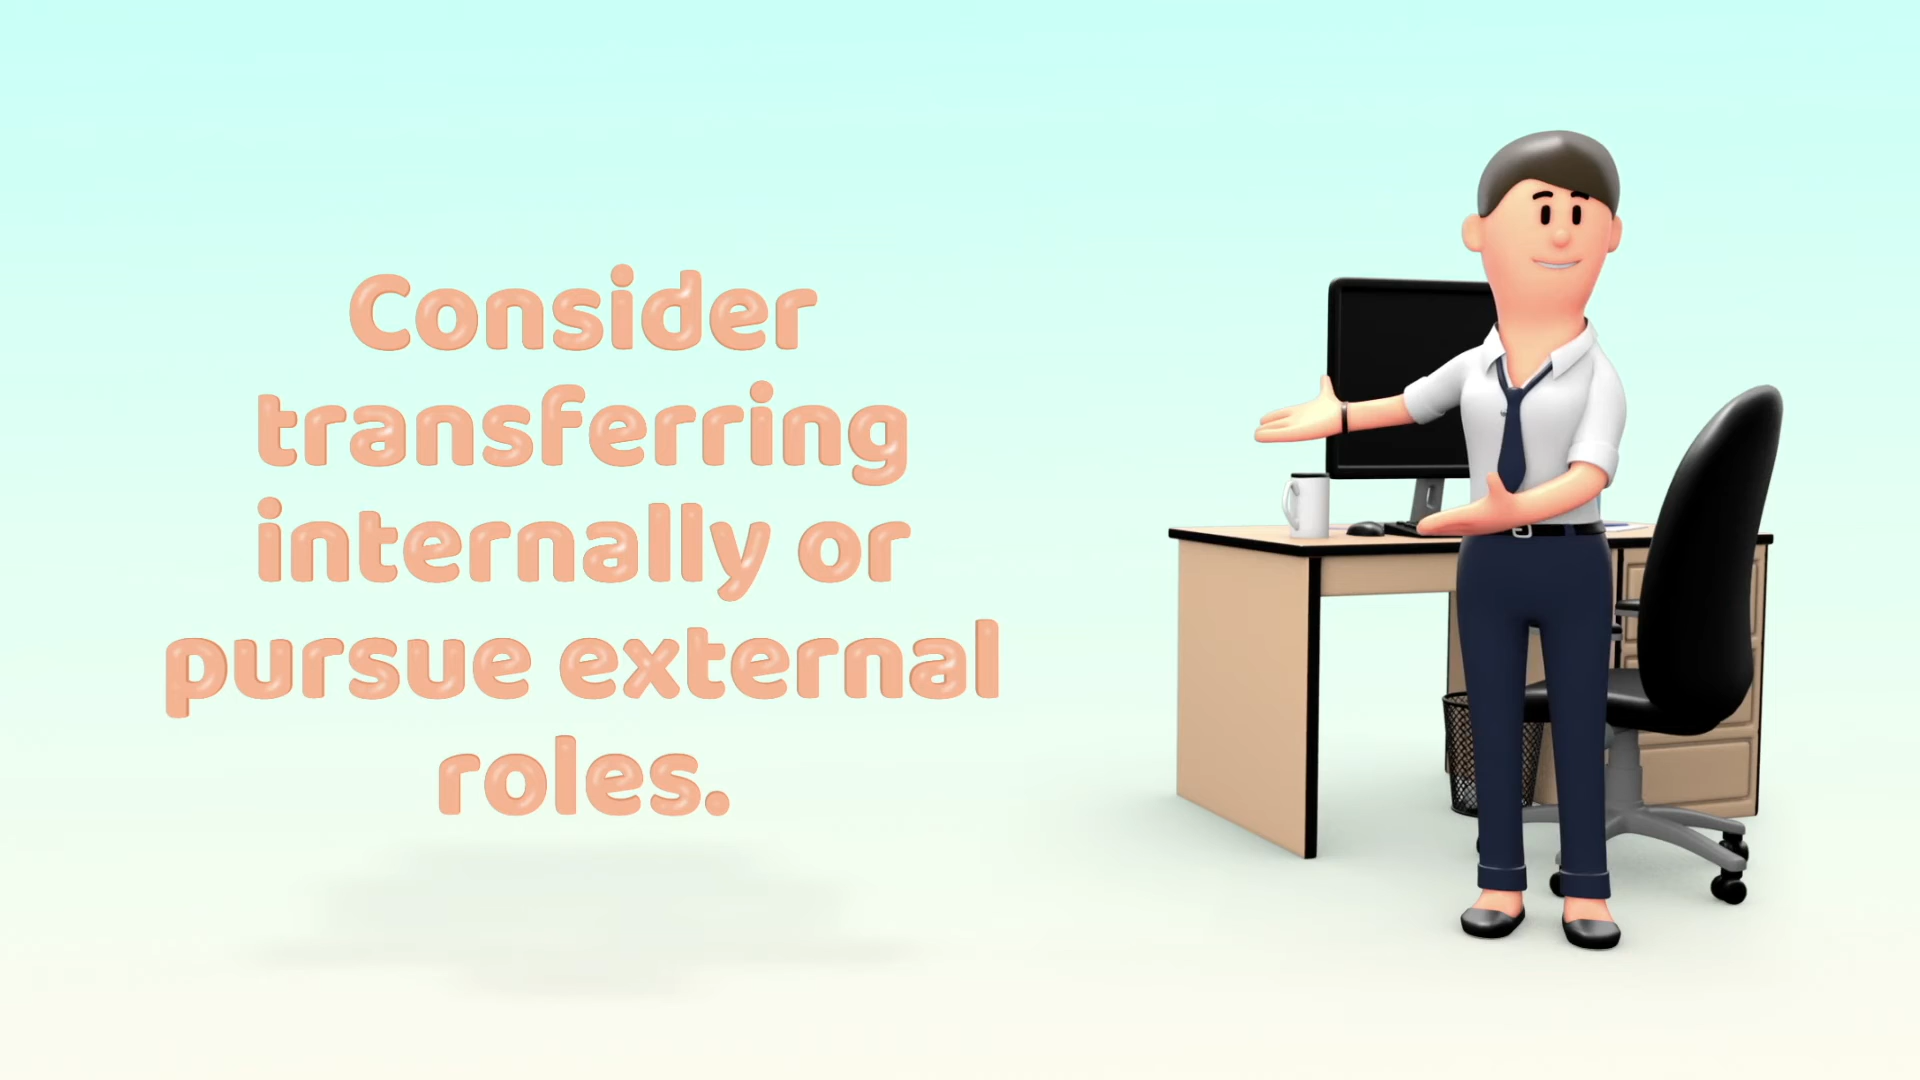 Consider
transferring
internally or
pursue external
roles.